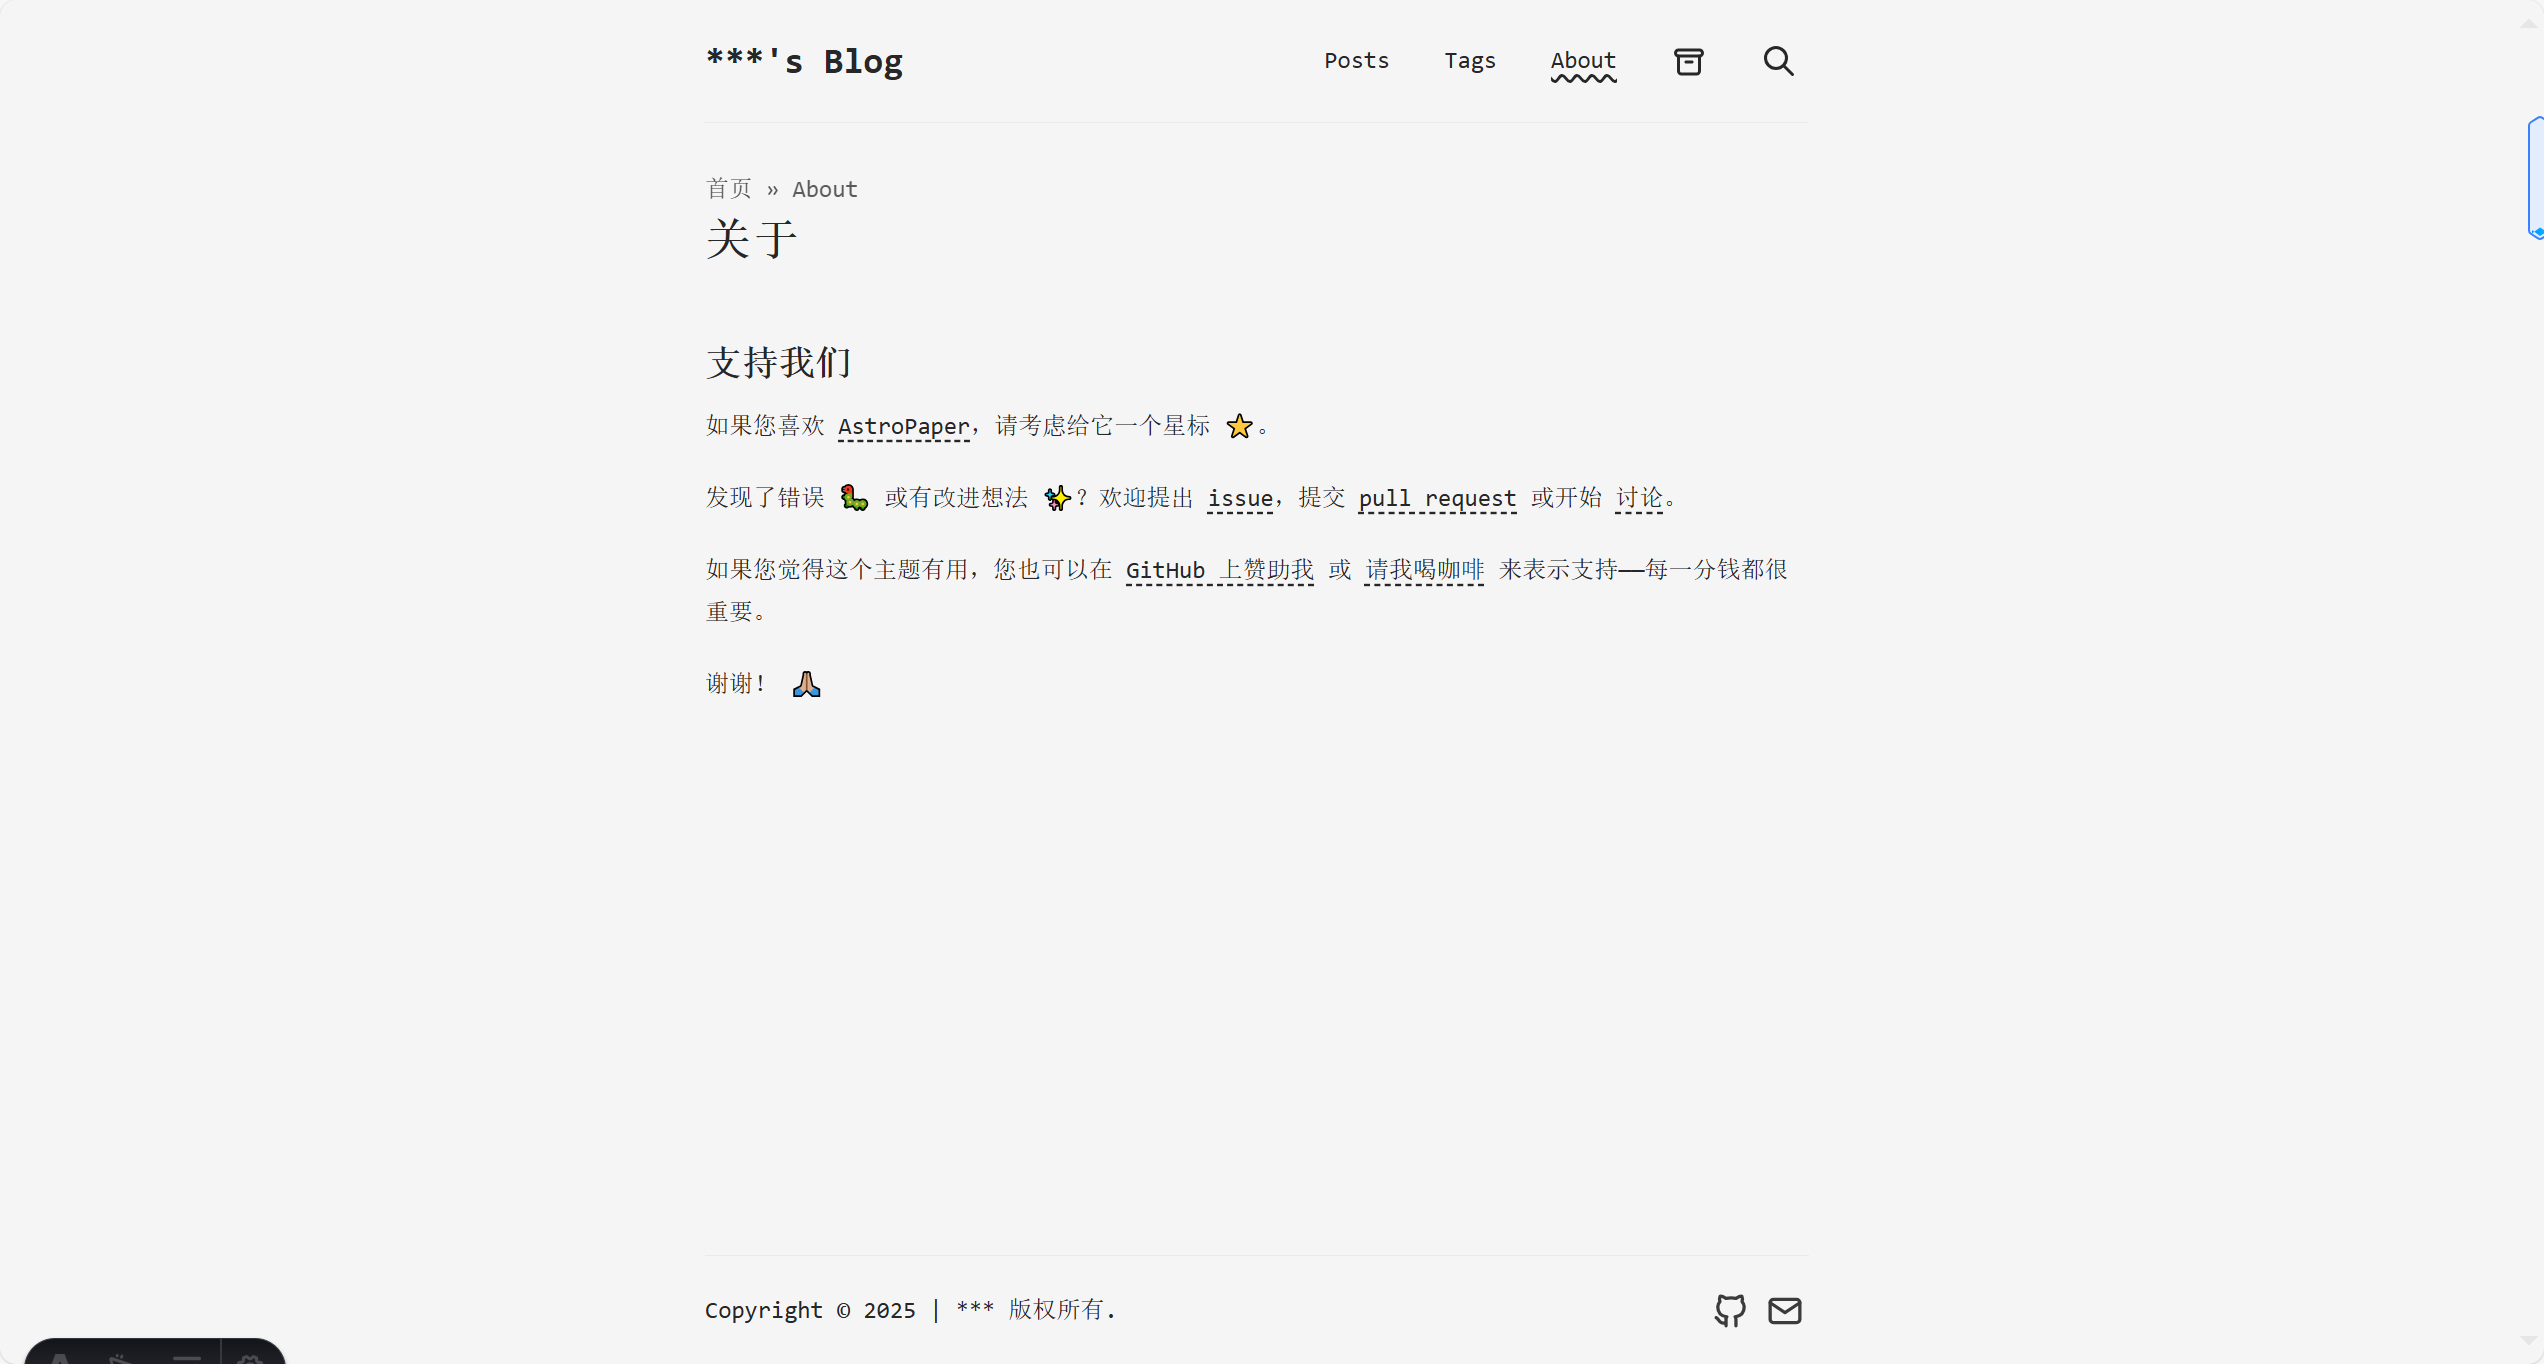 ***'s Blog
Posts Tags About
首页 » About
关于
支持我们
如果您喜欢 AstroPaper，请考虑给它一个星标 ⭐。
发现了错误 🐛 或有改进想法 ✨？欢迎提出 issue，提交 pull request 或开始 讨论。
如果您觉得这个主题有用，您也可以在 GitHub 上赞助我 或 请我喝咖啡 来表示支持——每一分钱都很
重要。
谢谢！ 🙏🏼
Copyright © 2025 | *** 版权所有.